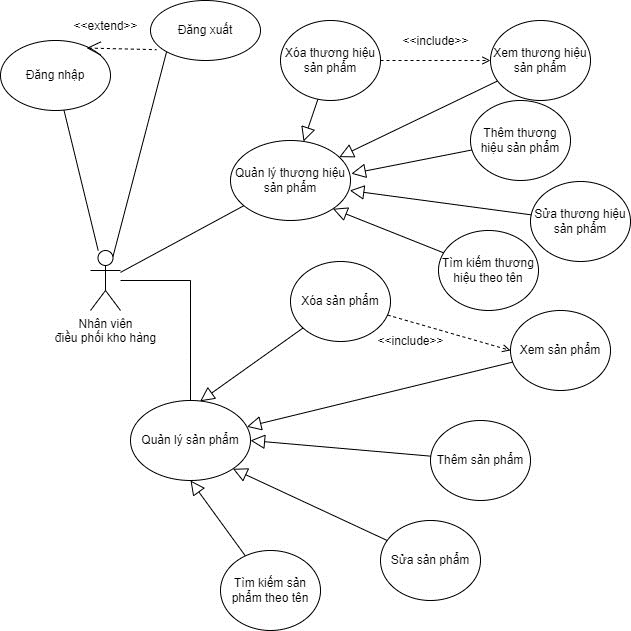 <<extend>>
Đăng xuất
Đăng nhập
Xóa thương hiệu
sản phẩm
<<include>>
Xem thương hiệu
sản phẩm
Thêm thương
hiệu sản phẩm
Quản lý thương hiệu
sản phẩm
Sửa thương hiệu
sản phẩm
Tìm kiếm thương
hiệu theo tên
Nhân viên
điều phối kho hàng
Xóa sản phẩm
<<include>>
Xem sản phẩm
Quản lý sản phẩm
Thêm sản phẩm
Sửa sản phẩm
Tìm kiếm sản
phẩm theo tên